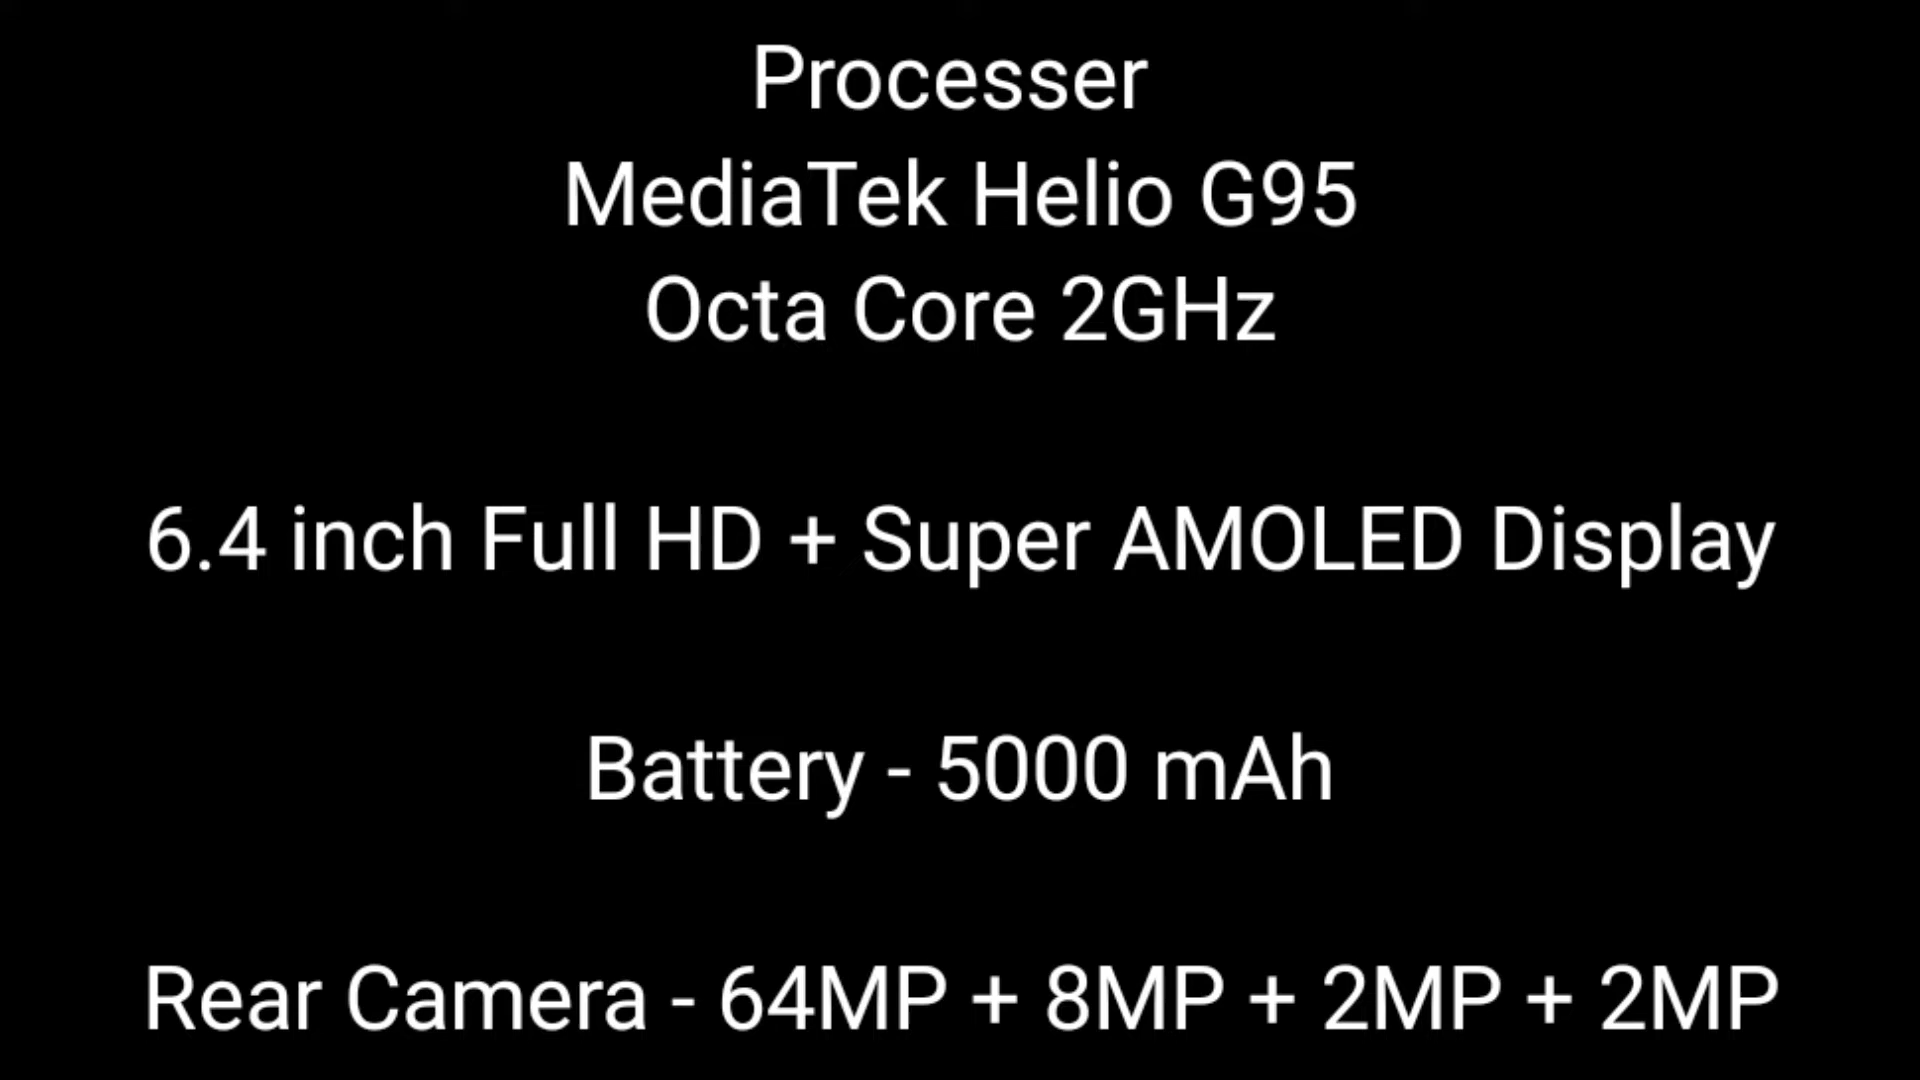 Processer
MediaTek Helio G95
Octa Core 2GHz
6.4 inch Full HD + Super AMOLED Display
Battery - 5000 mAh
Rear Camera - 64MP + 8MP + 2MP + 2MP